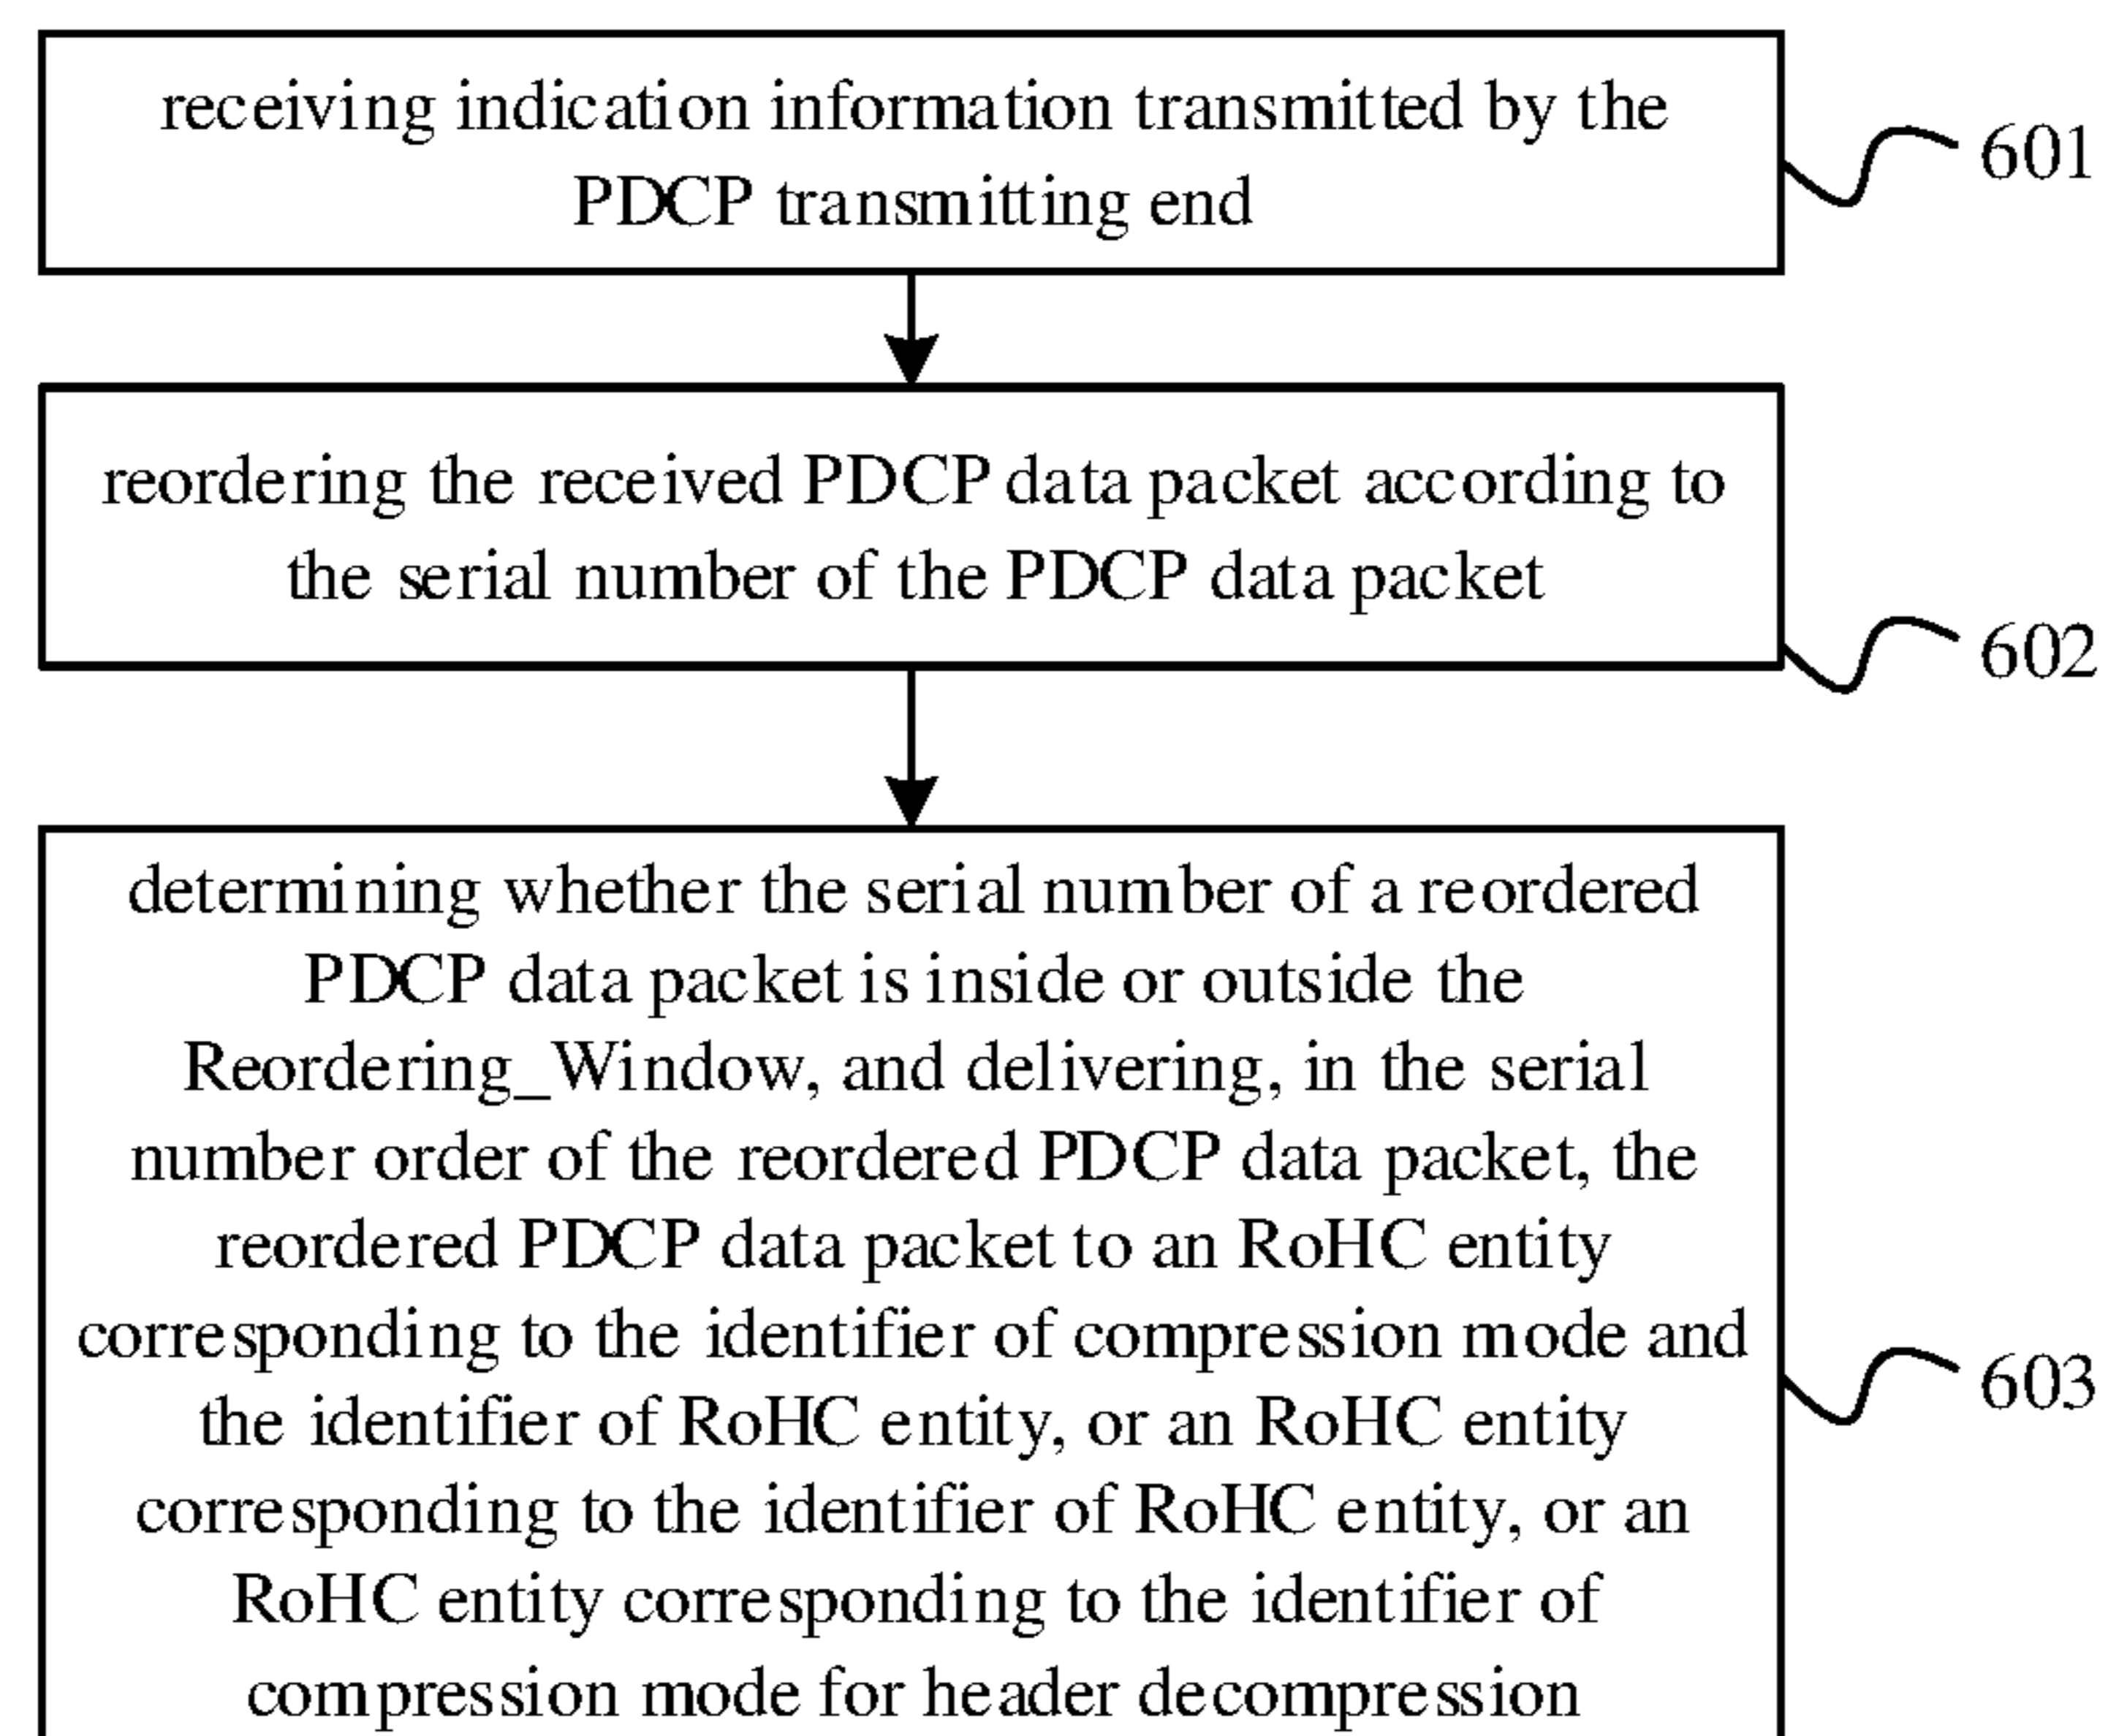 receiving indication information transmitted by the
PDCP transmitting end
601
reordering the received PDCP data packet according to
the serial number of the PDCP data packet
602
determining whether the serial number of a reordered
PDCP data packet is inside or outside the
Reordering_Window, and delivering, in the serial
number order of the reordered PDCP data packet, the
reordered PDCP data packet to an RoHC entity
corresponding to the identifier of compression mode and
the identifier of RoHC entity, or an RoHC entity
corresponding to the identifier of RoHC entity, or an
RoHC entity corresponding to the identifier of
compression mode for header decompression
603